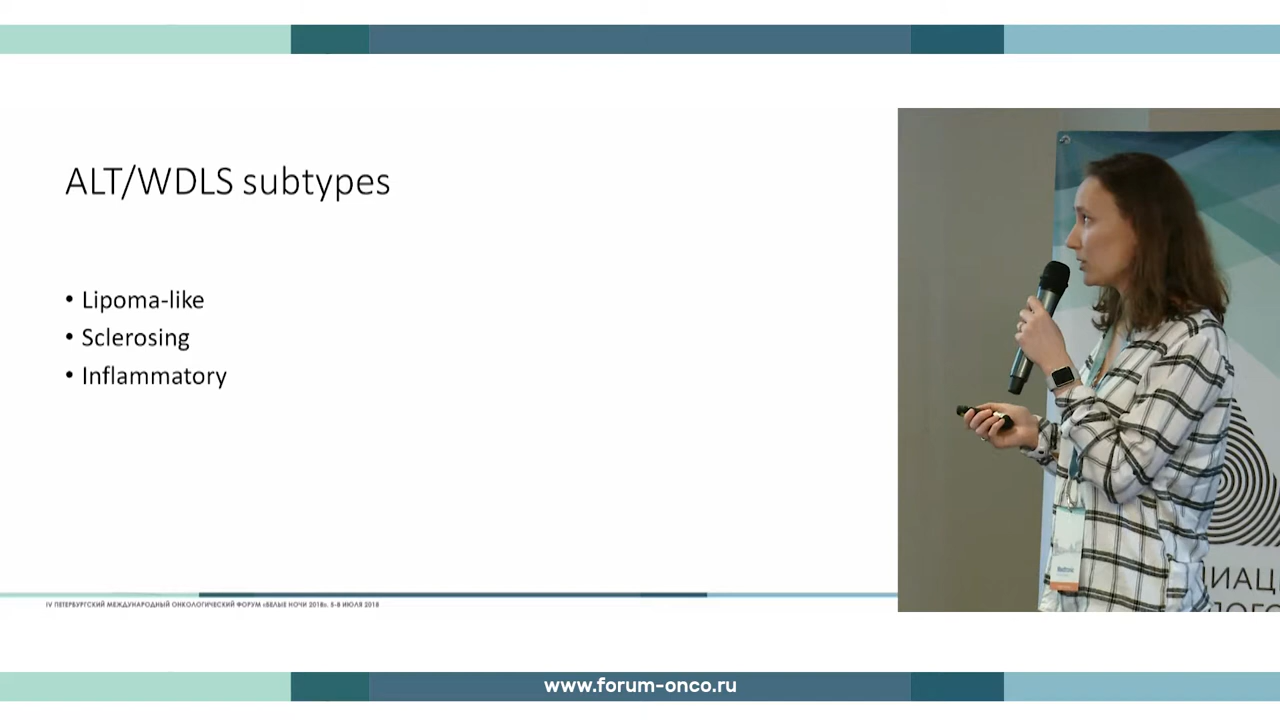 ALT/WDLS subtypes
• Lipoma-like
• Sclerosing
• Inflammatory
IV ПЕТЕРБУРГСКИЙ МЕЖДУНАРОДНЫЙ ОНКОЛОГИЧЕСКИЙ ФОРУМ «БЕЛЫЕ НОЧИ 2018». 5-8 ИЮЛЯ 2018
www.forum-onco.ru